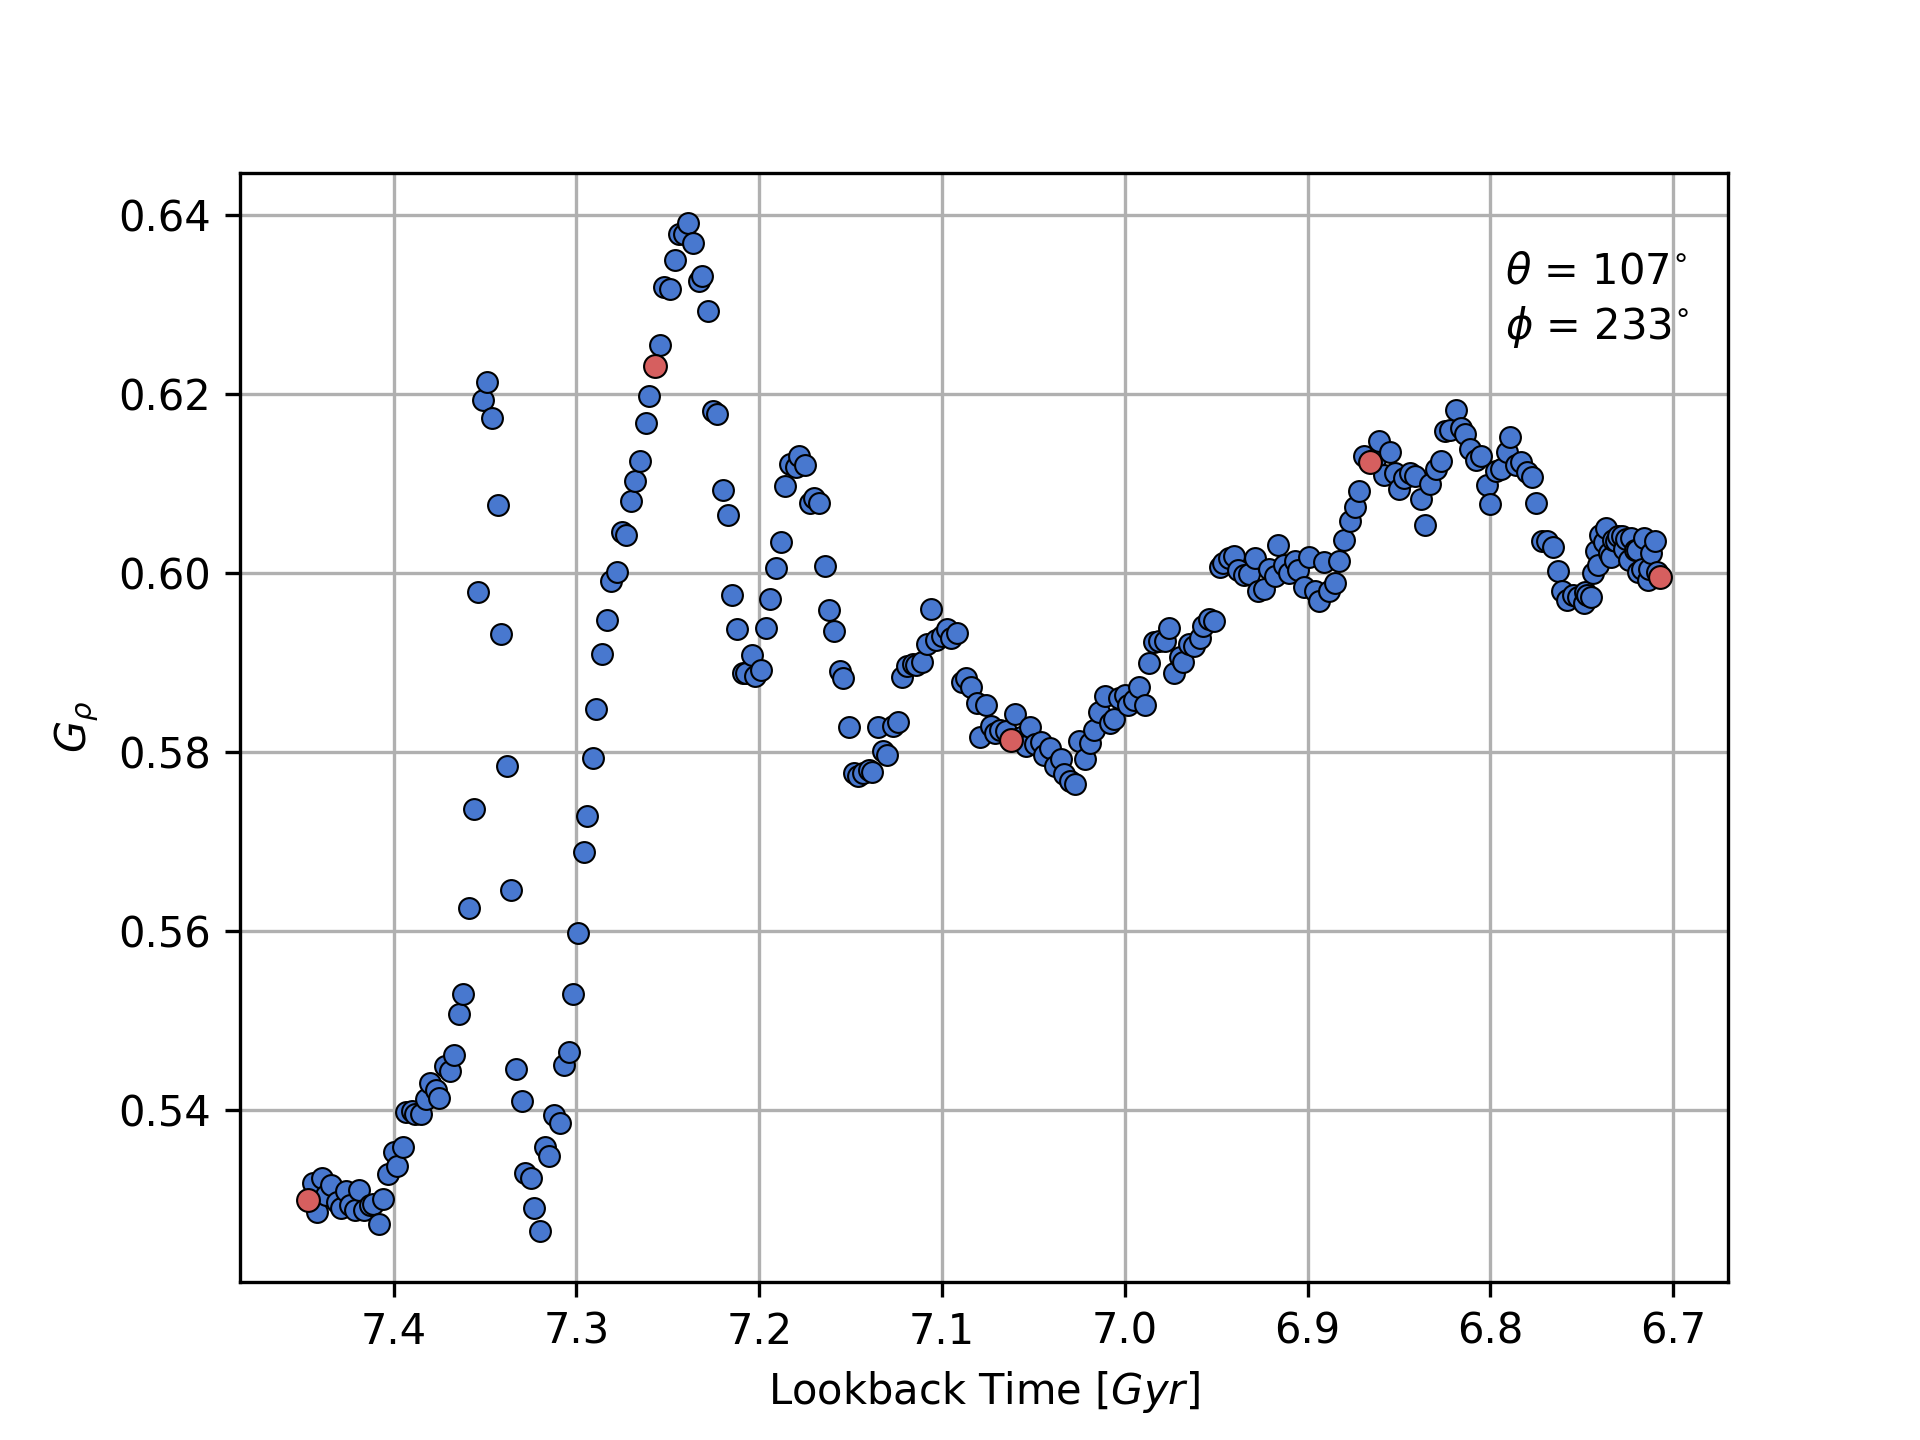 0.64
0.62
0.60
0.58
0.56
0.54
G_ρ
θ = 107°
ϕ = 233°
7.4 7.3 7.2 7.1 7.0 6.9 6.8 6.7
Lookback Time [Gyr]